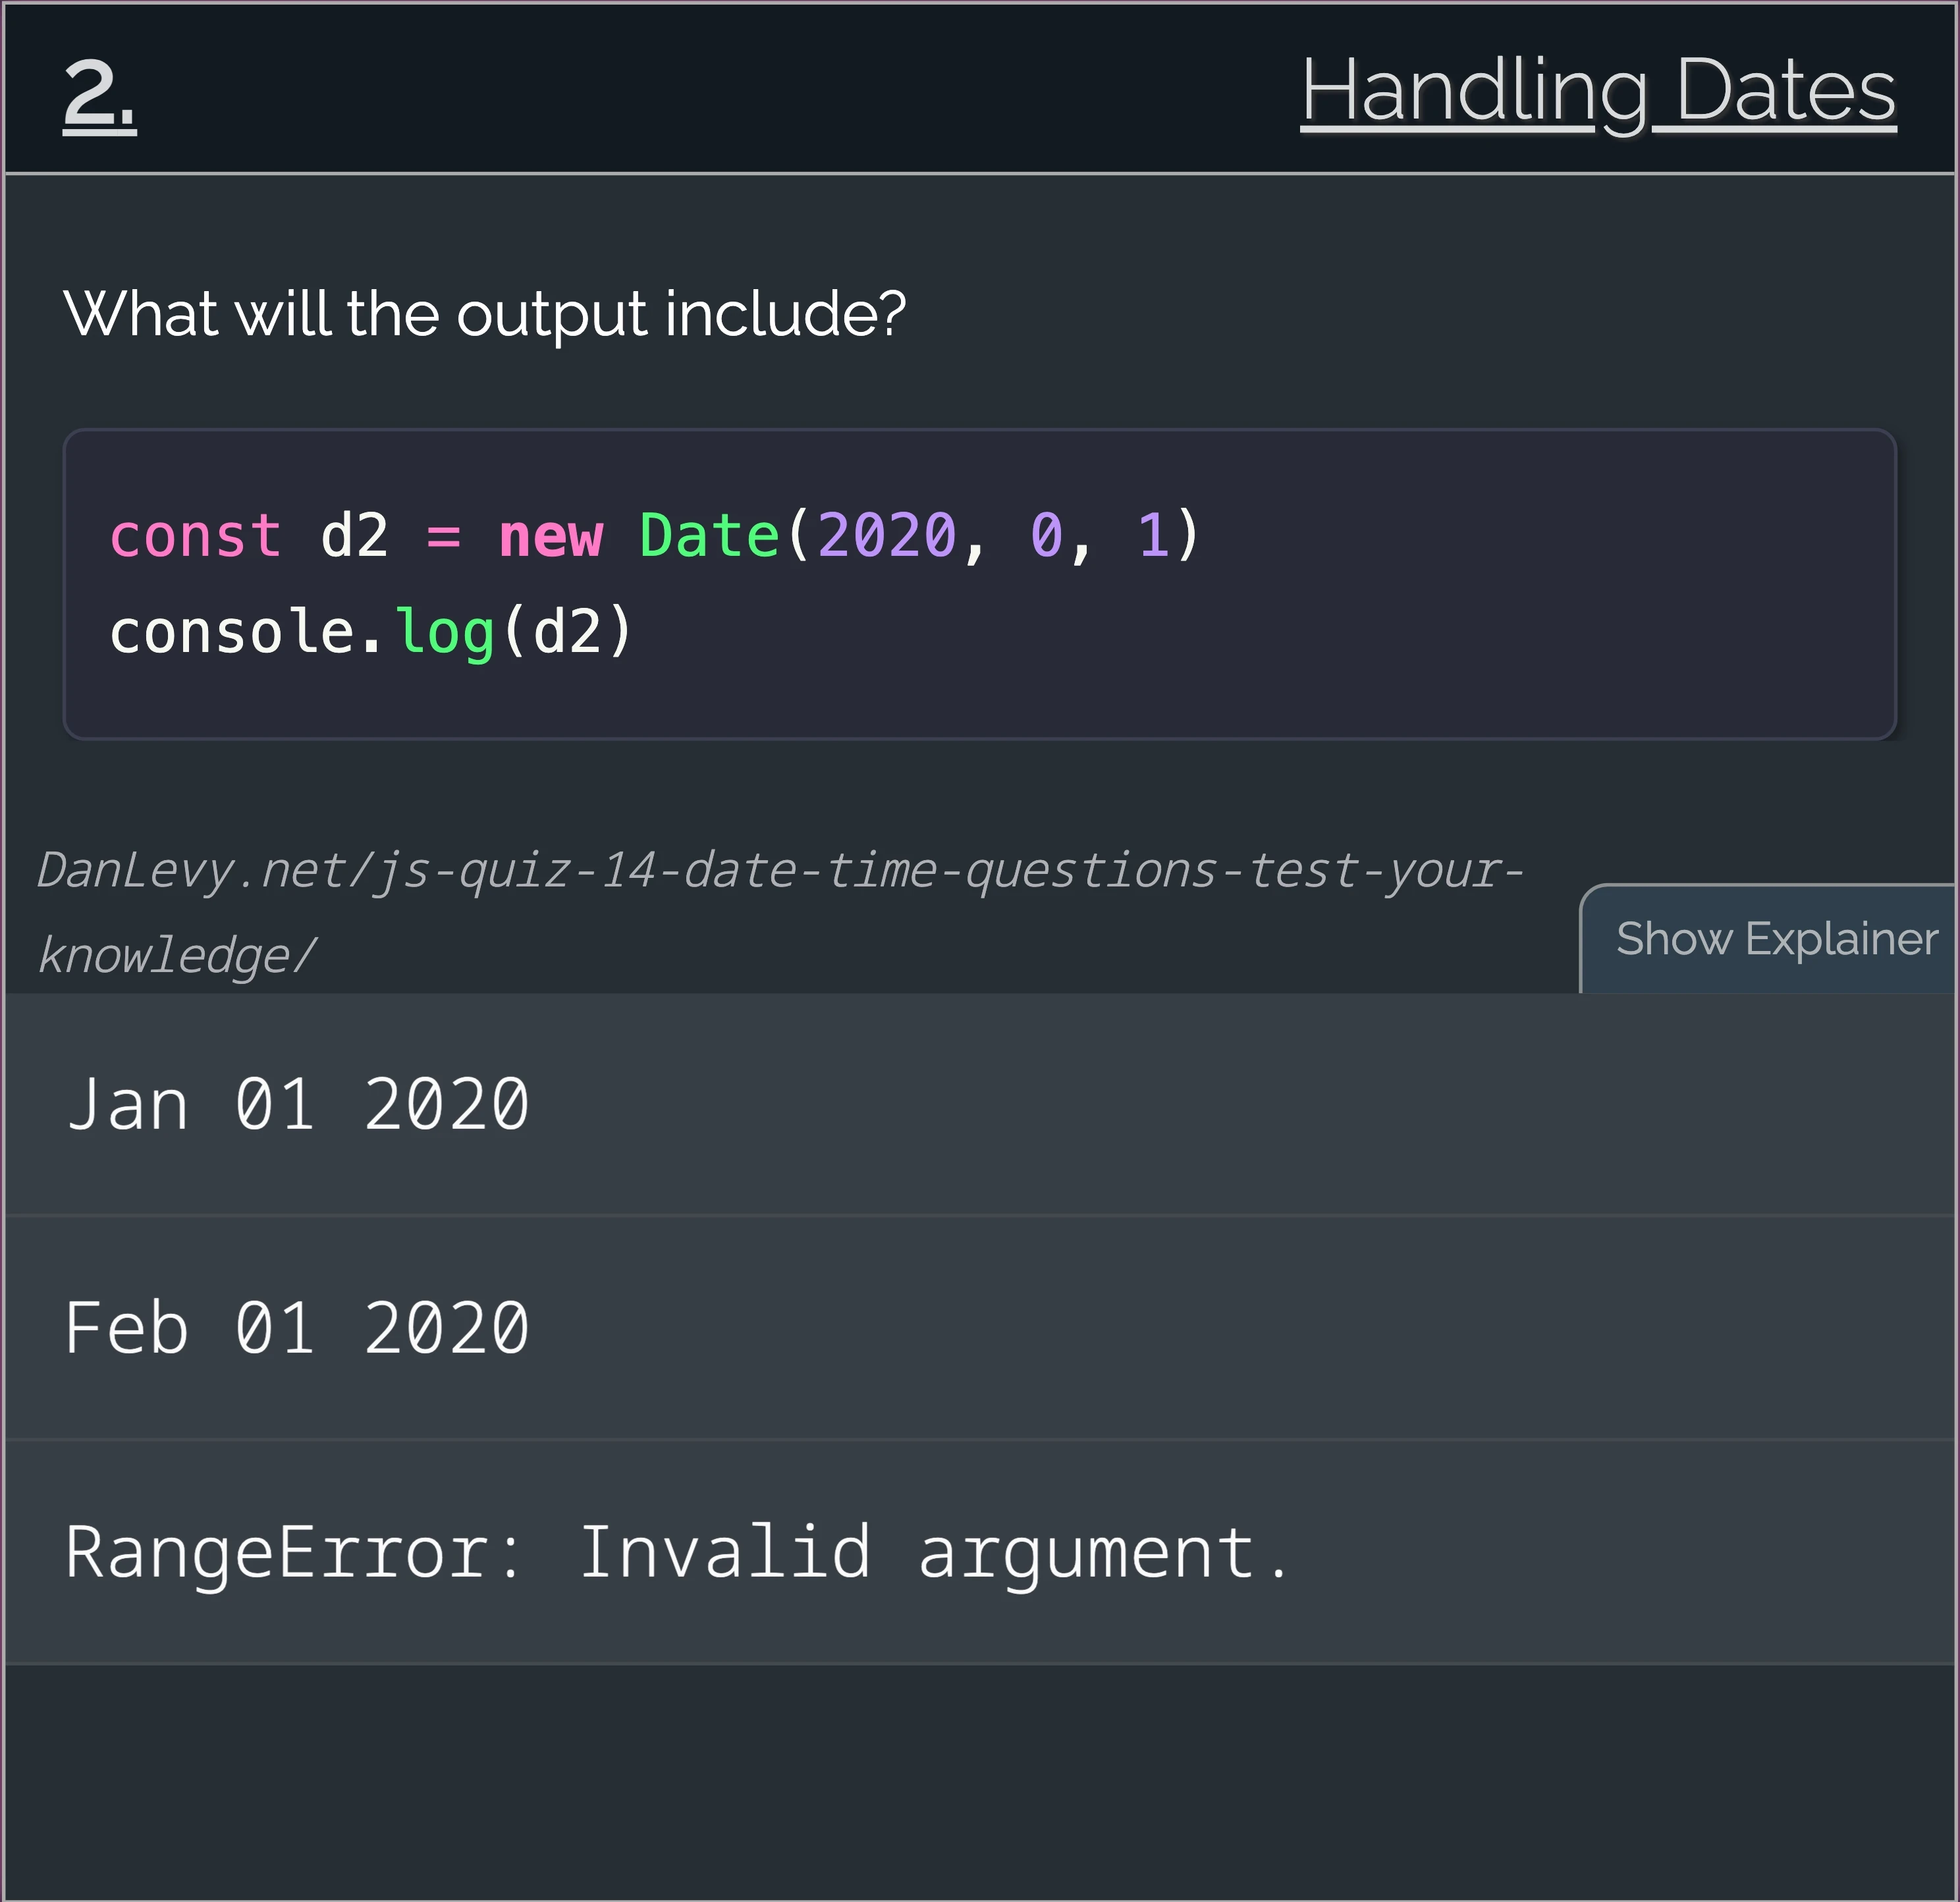 2.
Handling Dates
What will the output include?
const d2 = new Date(2020, 0, 1)
console.log(d2)
DanLevy.net/js-quiz-14-date-time-questions-test-your-
knowledge/
Show Explainer
Jan 01 2020
Feb 01 2020
RangeError: Invalid argument.